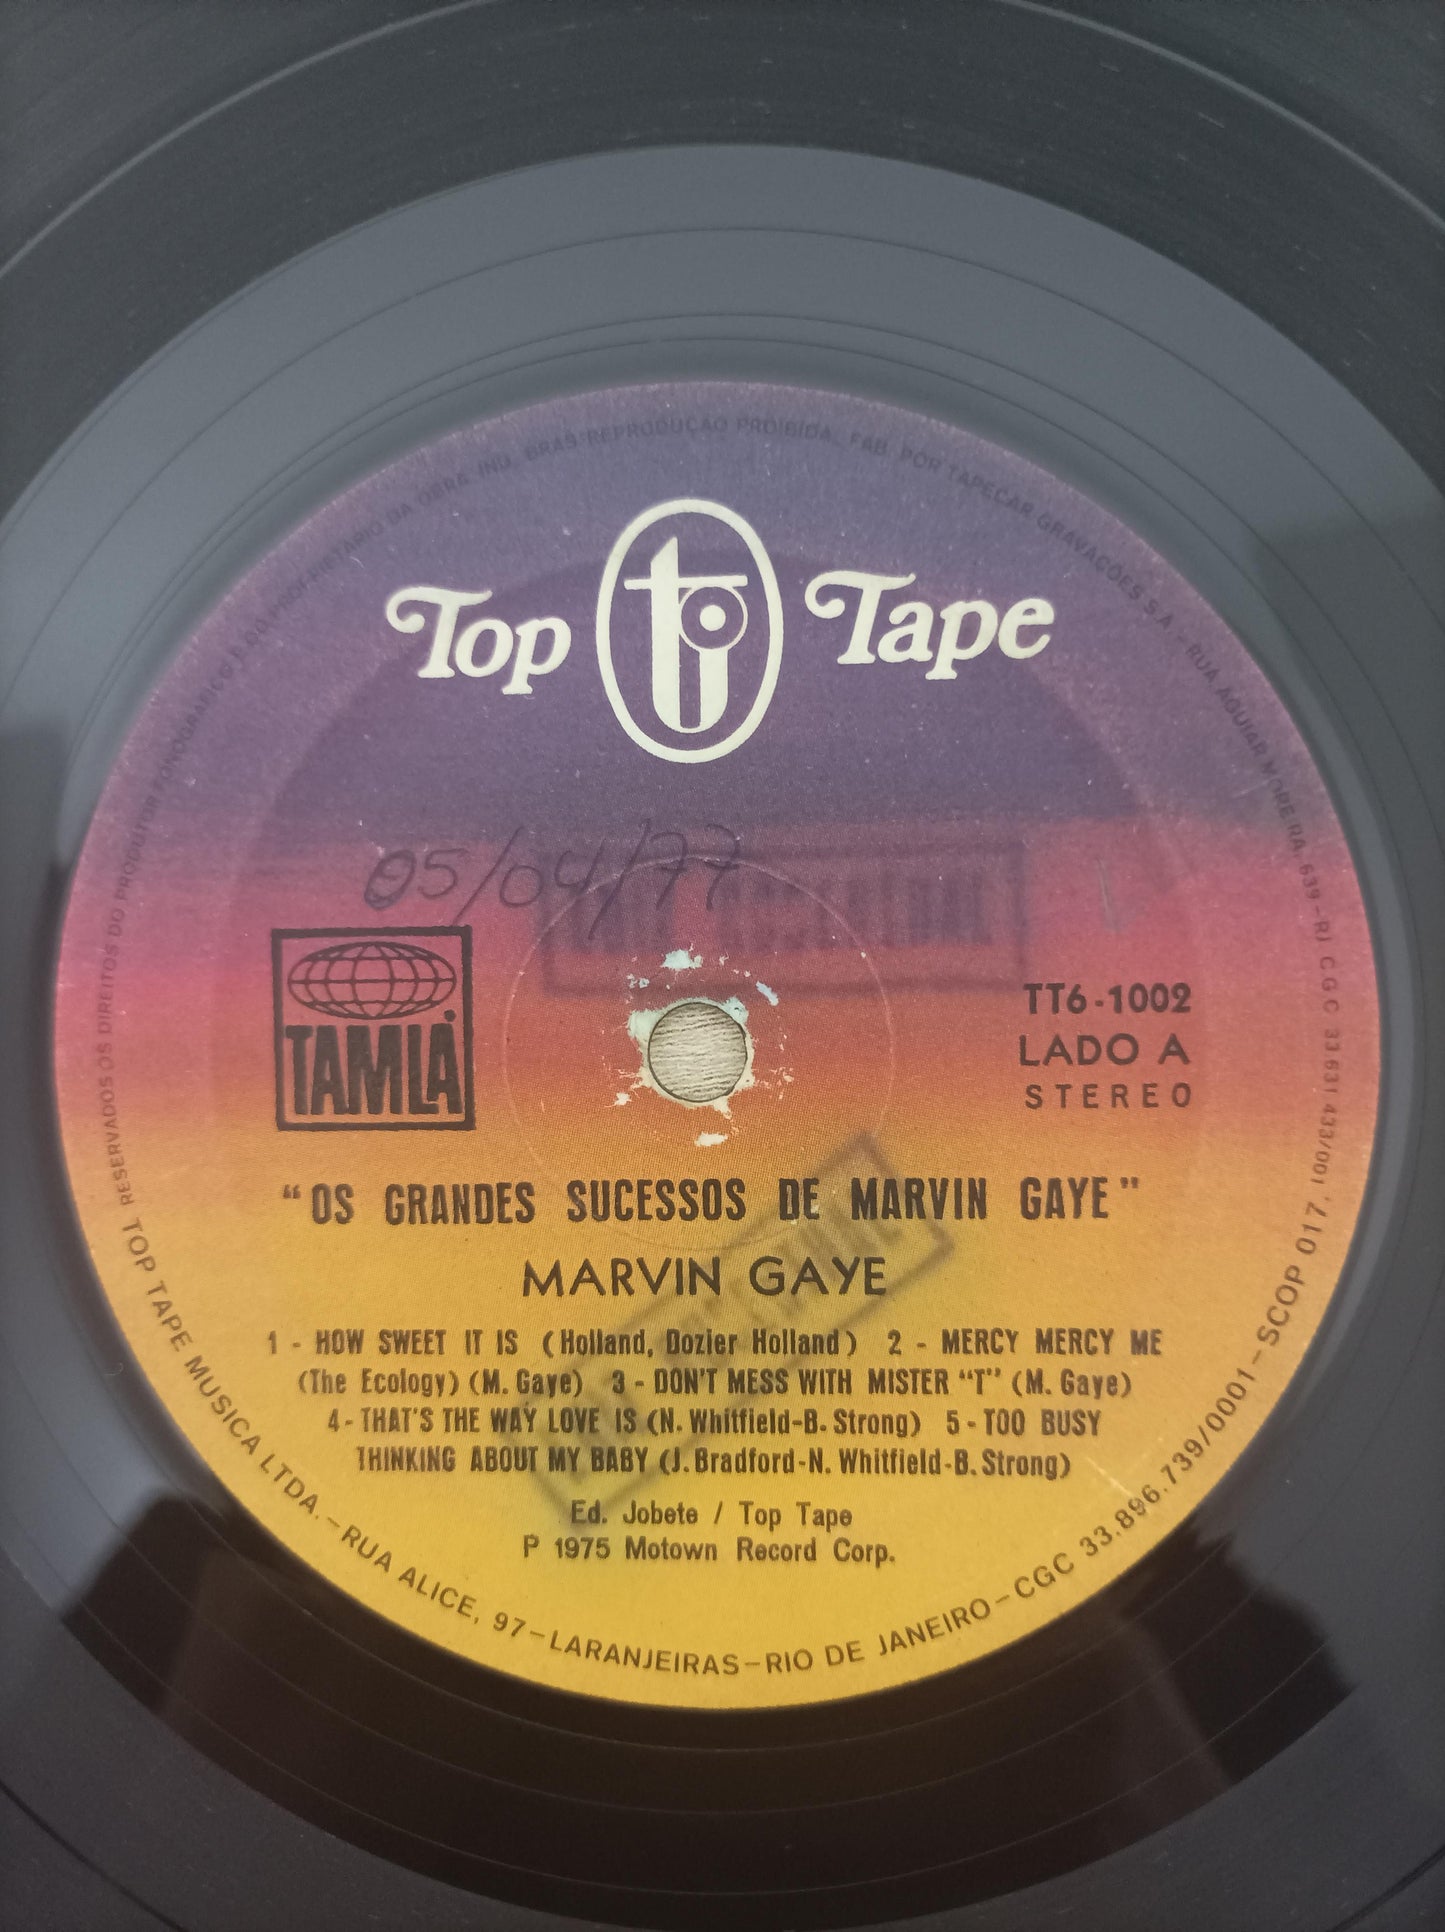 RESERVADOS OS DIREITOS DO PRODUTOR FONOGRAFICO E DO PROPRIETARIO DA OBRA. IND. BRAS. REPRODUÇÃO PROIBIDA. FAB. POR TAPECAR GRAVAÇÕES S.A. - RUA AGUIAR MOREIRA, 639 - RJ CGC 33.631.433/001
Top Tape
05/04/77
TAMLA
TT6-1002
LADO A
STEREO
"OS GRANDES SUCESSOS DE MARVIN GAYE"
MARVIN GAYE
1 - HOW SWEET IT IS (Holland, Dozier Holland) 2 - MERCY MERCY ME
(The Ecology) (M. Gaye) 3 - DON'T MESS WITH MISTER "T" (M. Gaye)
4 - THAT'S THE WAY LOVE IS (N. Whitfield-B. Strong) 5 - TOO BUSY
THINKING ABOUT MY BABY (J. Bradford-N. Whitfield-B. Strong)
Ed. Jobete / Top Tape
P 1975 Motown Record Corp.
TOP TAPE MUSICA LTDA. - RUA ALICE, 97 - LARANJEIRAS - RIO DE JANEIRO - CGC 33.896.739/0001 - SCOP 017